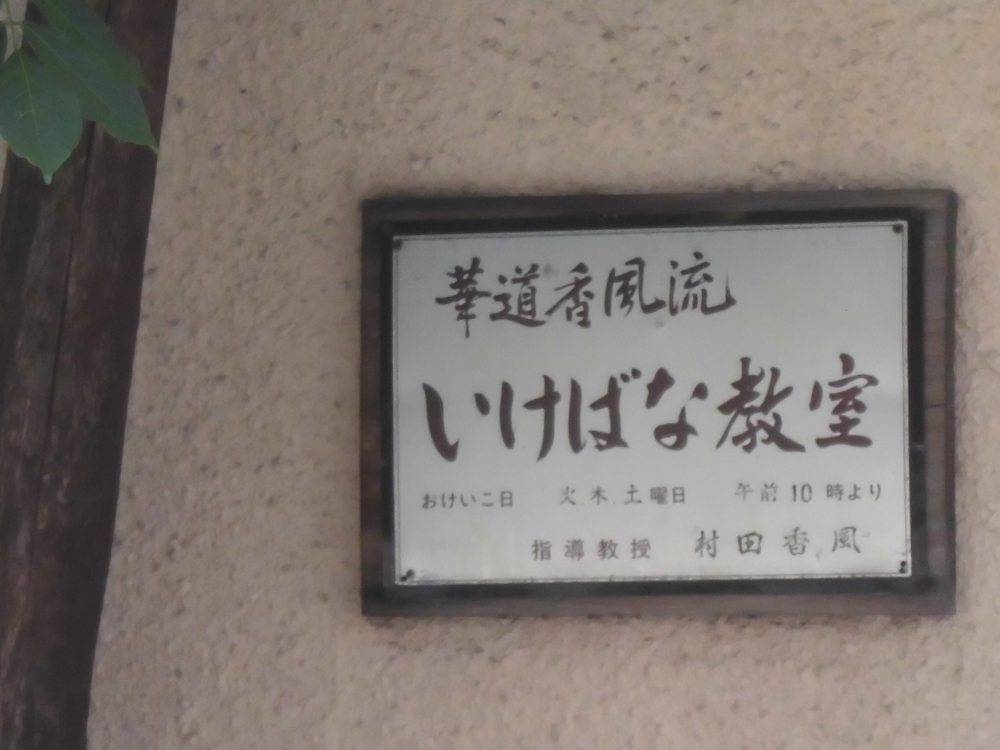 華道香風流
いけばな教室
おけいこ日 火.木.土曜日 午前10時より
指導教授 村田香風